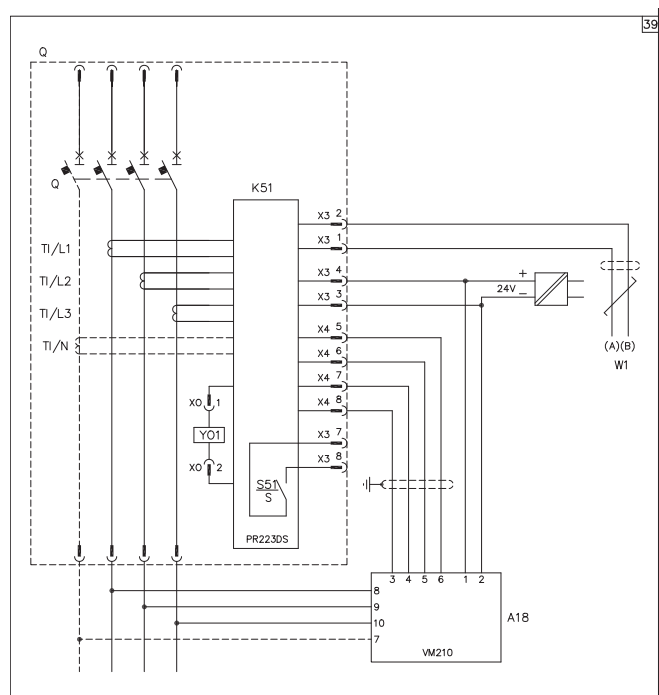 39
Q
Q
K51
X3 2
X3 1
TI/L1
X3 4
+
TI/L2
24V −
X3 3
TI/L3
X4 5
TI/N
(A)(B)
X4 6
W1
X4 7
XO 1
X4 8
YO1
X3 7
XO 2
X3 8
S51
S
PR223DS
3 4 5 6 1 2
8
9
A18
10
7
VM210